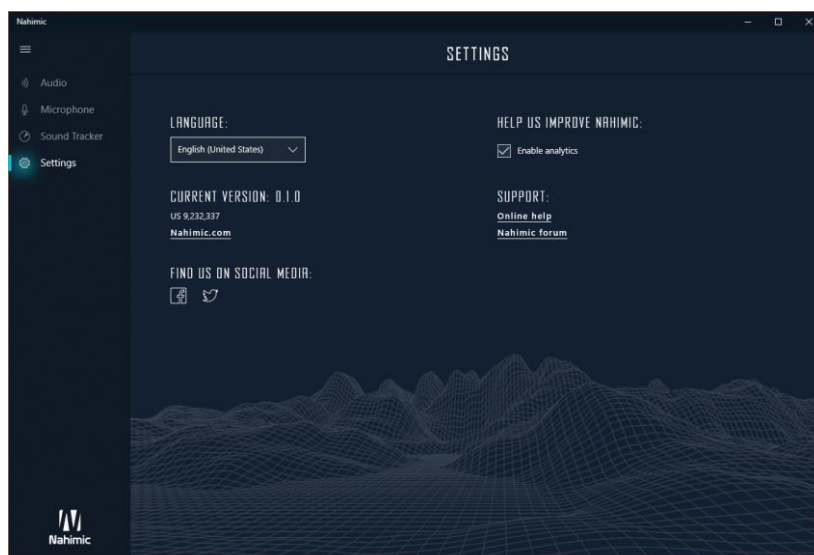 Nahimic
SETTINGS
Audio
Microphone
Sound Tracker
Settings
LANGUAGE:
English (United States)
CURRENT VERSION: 0.1.0
US 9,232,337
Nahimic.com
FIND US ON SOCIAL MEDIA:
HELP US IMPROVE NAHIMIC:
Enable analytics
SUPPORT:
Online help
Nahimic forum
Nahimic